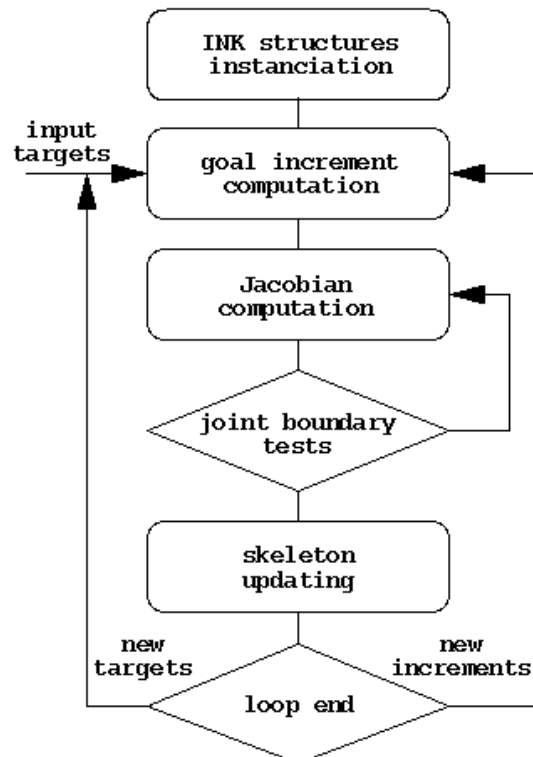 INK structures
instanciation
input
targets
goal increment
computation
Jacobian
computation
joint boundary
tests
skeleton
updating
new
targets
new
increments
loop end